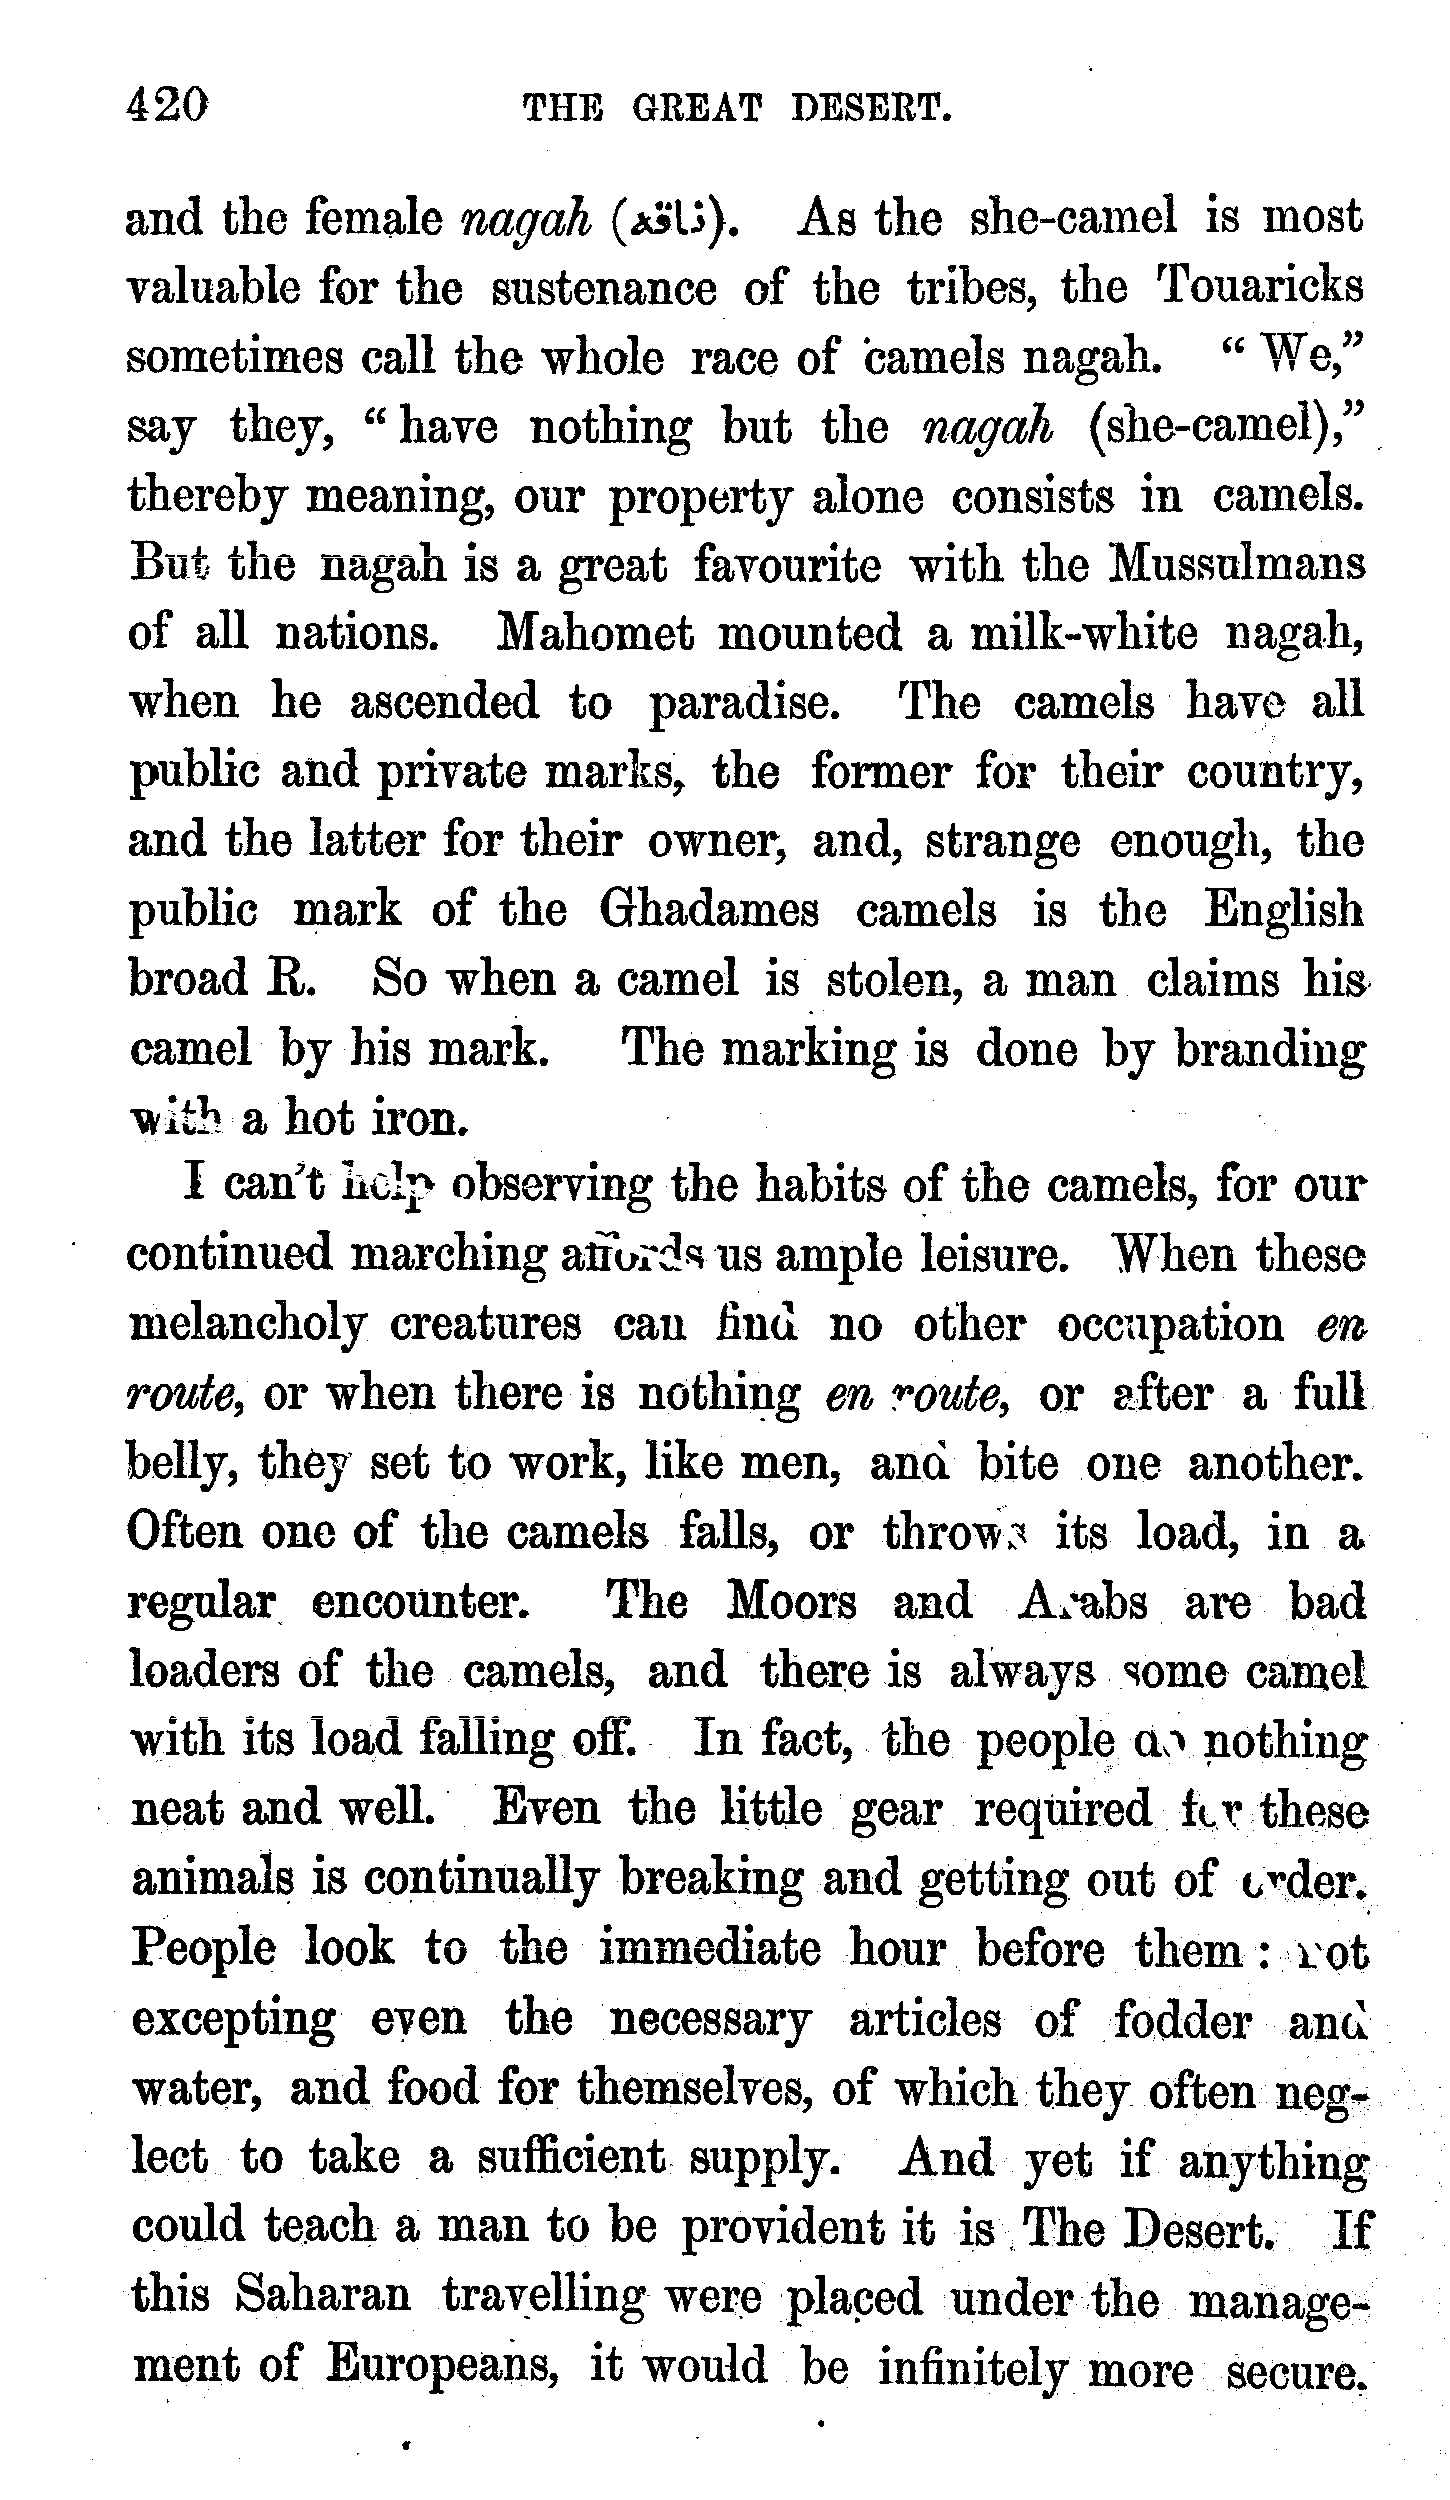 420 THE GREAT DESERT.
and the female nagah (ناقه). As the she-camel is most
valuable for the sustenance of the tribes, the Touaricks
sometimes call the whole race of camels nagah. “ We,”
say they, “ have nothing but the nagah (she-camel),”
thereby meaning, our property alone consists in camels.
But the nagah is a great favourite with the Mussulmans
of all nations. Mahomet mounted a milk-white nagah,
when he ascended to paradise. The camels have all
public and private marks, the former for their country,
and the latter for their owner, and, strange enough, the
public mark of the Ghadames camels is the English
broad R. So when a camel is stolen, a man claims his
camel by his mark. The marking is done by branding
with a hot iron.
I can’t help observing the habits of the camels, for our
continued marching affords us ample leisure. When these
melancholy creatures can find no other occupation en
route, or when there is nothing en route, or after a full
belly, they set to work, like men, and bite one another.
Often one of the camels falls, or throws its load, in a
regular encounter. The Moors and Arabs are bad
loaders of the camels, and there is always some camel
with its load falling off. In fact, the people do nothing
neat and well. Even the little gear required for these
animals is continually breaking and getting out of order.
People look to the immediate hour before them : not
excepting even the necessary articles of fodder and
water, and food for themselves, of which they often neg-
lect to take a sufficient supply. And yet if anything
could teach a man to be provident it is The Desert. If
this Saharan travelling were placed under the manage-
ment of Europeans, it would be infinitely more secure.